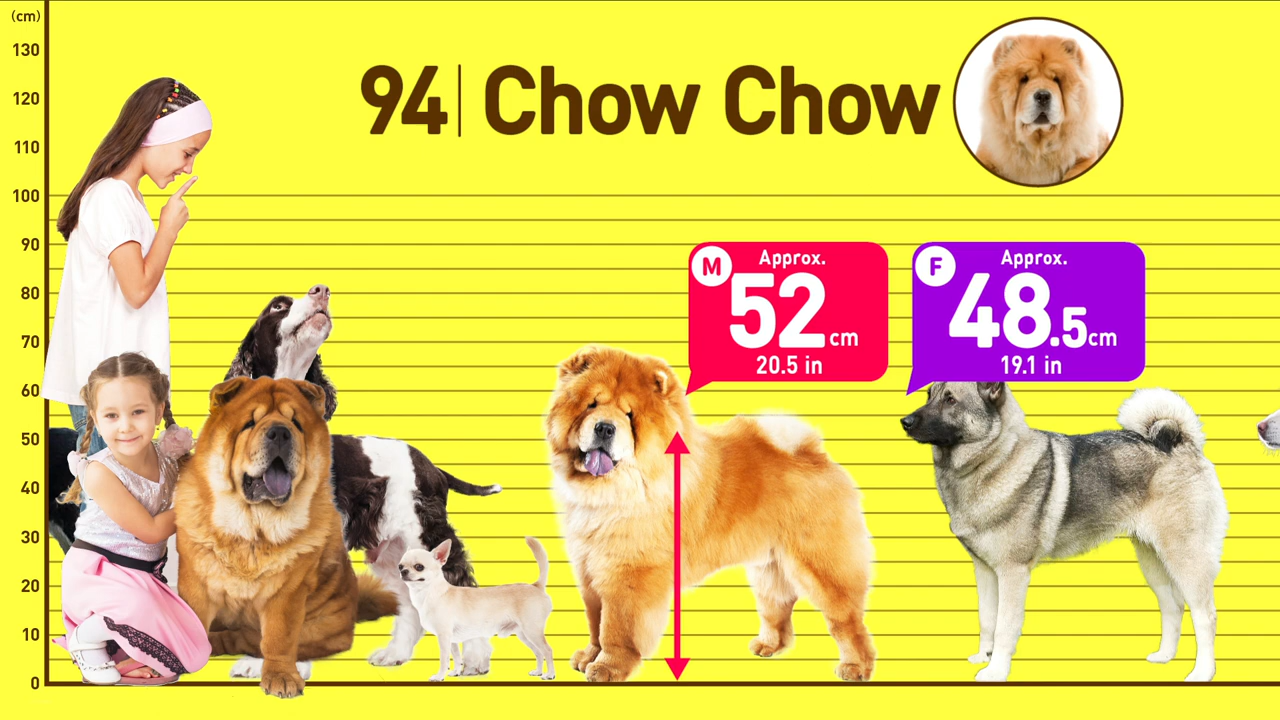 (cm)
130
120
110
100
90
80
70
60
50
40
30
20
10
0
94 | Chow Chow
M
Approx.
52cm
20.5 in
F
Approx.
48.5cm
19.1 in